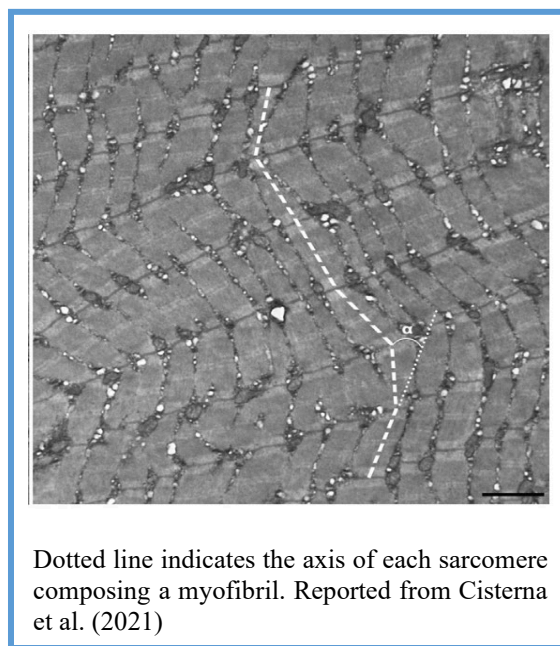 α
Dotted line indicates the axis of each sarcomere
composing a myofibril. Reported from Cisterna
et al. (2021)